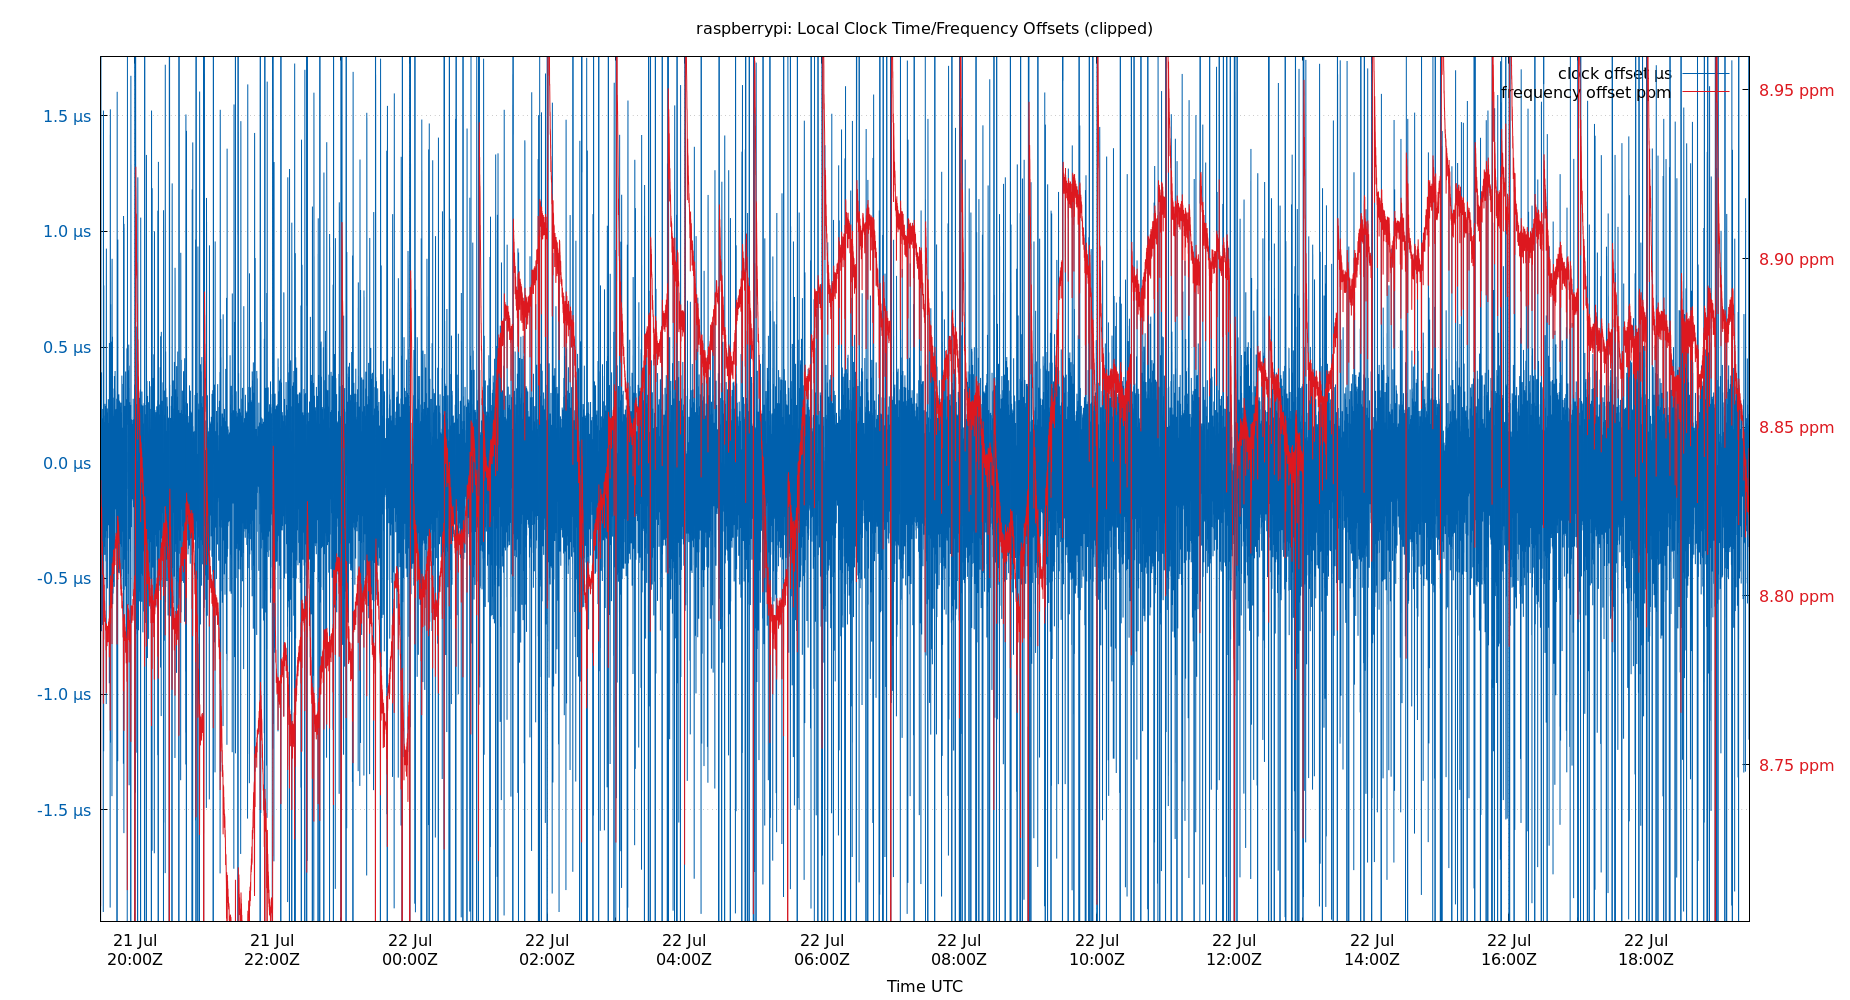 raspberrypi: Local Clock Time/Frequency Offsets (clipped)
clock offset µs
frequency offset ppm
1.5 µs
1.0 µs
0.5 µs
0.0 µs
-0.5 µs
-1.0 µs
-1.5 µs
8.95 ppm
8.90 ppm
8.85 ppm
8.80 ppm
8.75 ppm
21 Jul
20:00Z
21 Jul
22:00Z
22 Jul
00:00Z
22 Jul
02:00Z
22 Jul
04:00Z
22 Jul
06:00Z
22 Jul
08:00Z
22 Jul
10:00Z
22 Jul
12:00Z
22 Jul
14:00Z
22 Jul
16:00Z
22 Jul
18:00Z
Time UTC